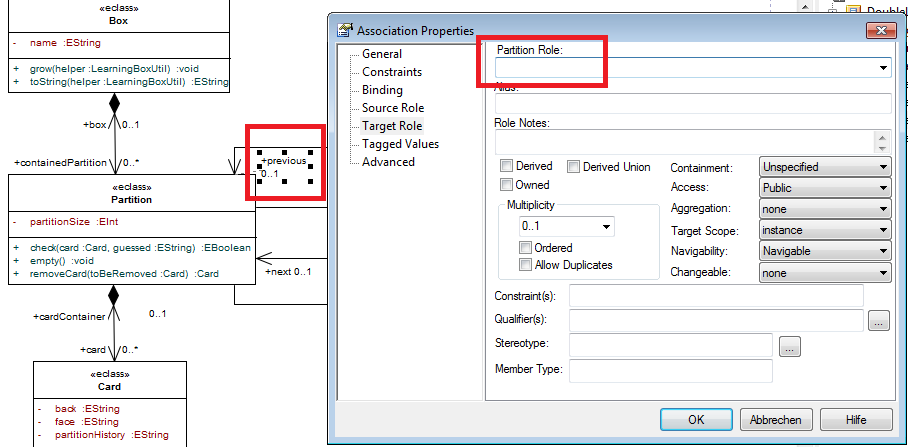 «eclass»
Box
- name :EString
+ grow(helper :LearningBoxUtil) :void
+ toString(helper :LearningBoxUtil) :EString
+box 0..1
+containedPartition 0..*
+previous
0..1
«eclass»
Partition
- partitionSize :EInt
+ check(card :Card, guessed :EString) :EBoolean
+ empty() :void
+ removeCard(toBeRemoved :Card) :Card
+next 0..1
+cardContainer 0..1
+card 0..*
«eclass»
Card
- back :EString
- face :EString
- partitionHistory :EString
Association Properties
General
Constraints
Binding
Source Role
Target Role
Tagged Values
Advanced
Partition Role:
Alias:
Role Notes:
Derived
Derived Union
Owned
Multiplicity
0..1
Ordered
Allow Duplicates
Containment: Unspecified
Access: Public
Aggregation: none
Target Scope: instance
Navigability: Navigable
Changeable: none
Constraint(s):
Qualifier(s):
...
Stereotype:
...
Member Type:
OK
Abbrechen
Hilfe